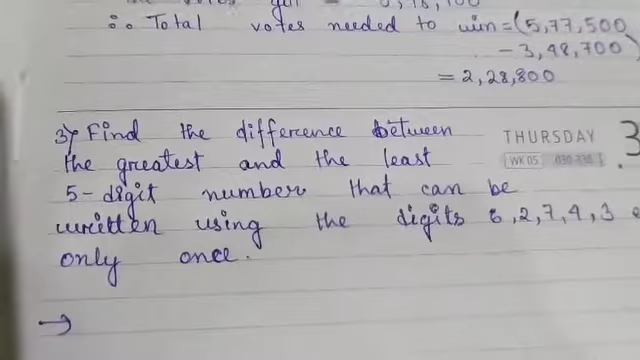 ∴ Total votes needed to win = (5,77,500
- 3,48,700)
= 2,28,800
3) Find the difference between
the greatest and the least
5-digit numbers that can be
written using the digits 6,2,7,4,3
only once.
→
THURSDAY
WK 05
3